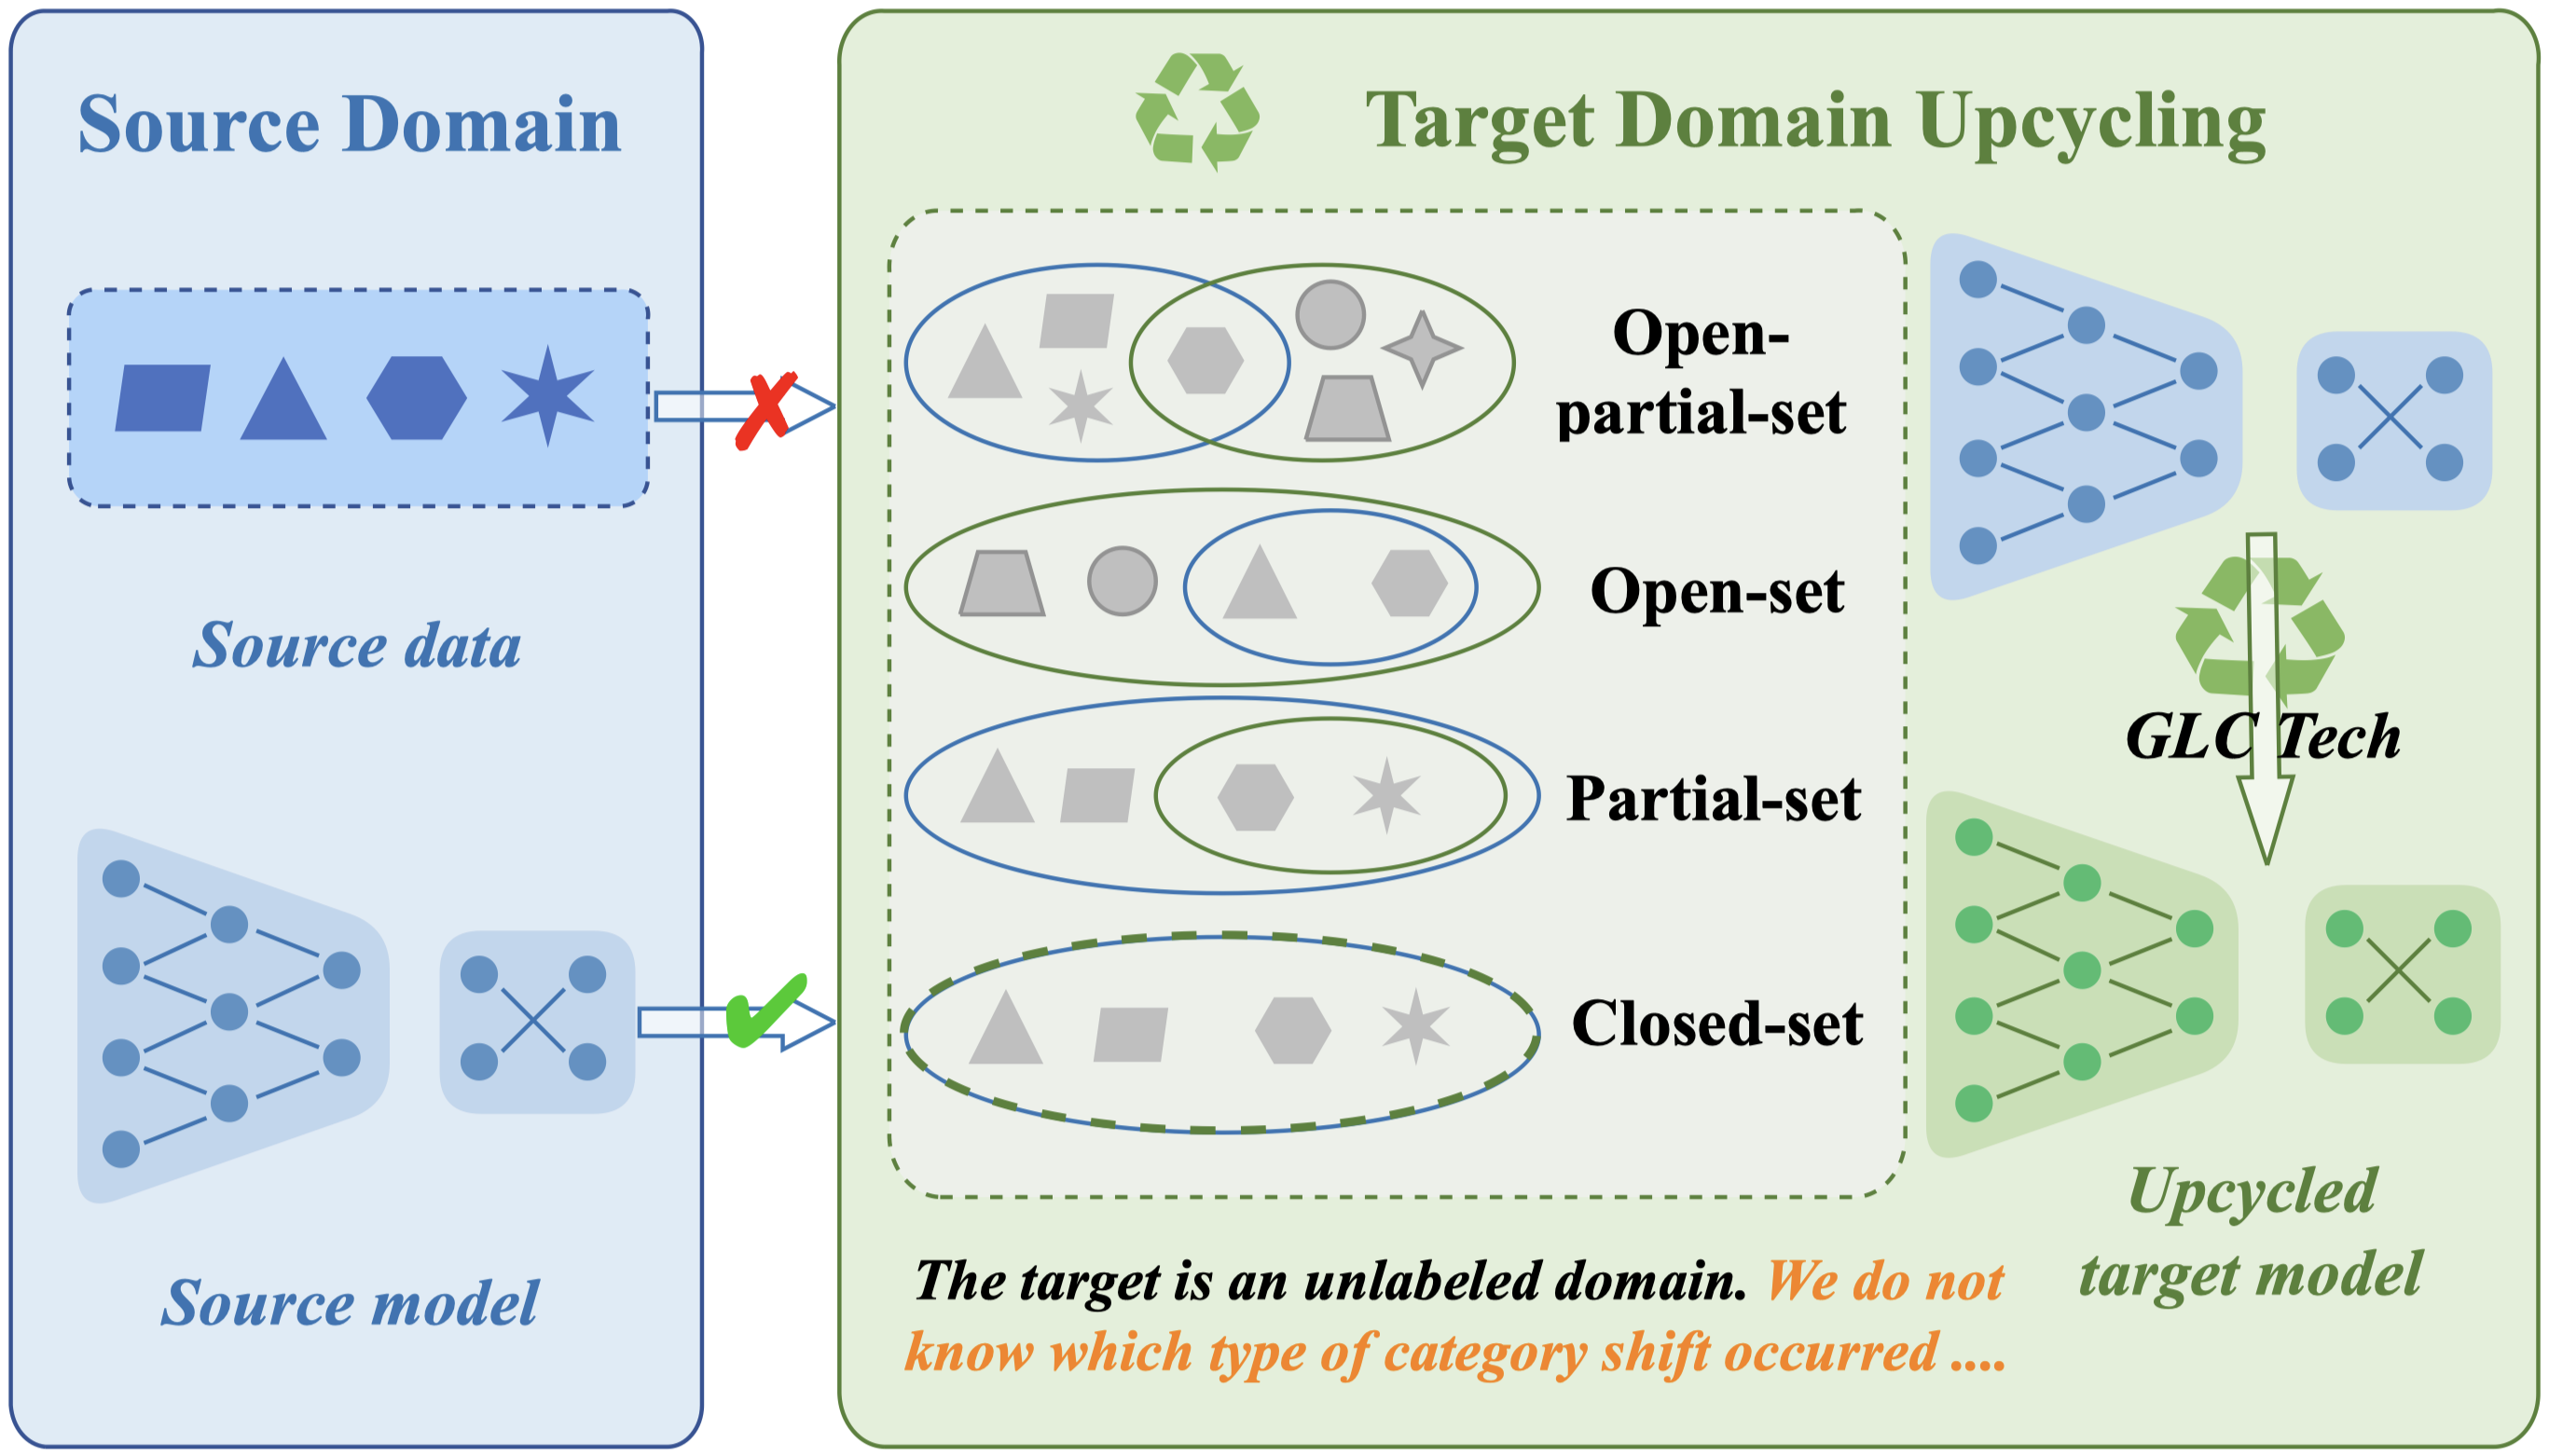 Source Domain
Source data
Source model
Target Domain Upcycling
Open-
partial-set
Open-set
Partial-set
Closed-set
GLC Tech
Upcycled
target model
The target is an unlabeled domain. We do not
know which type of category shift occurred ....